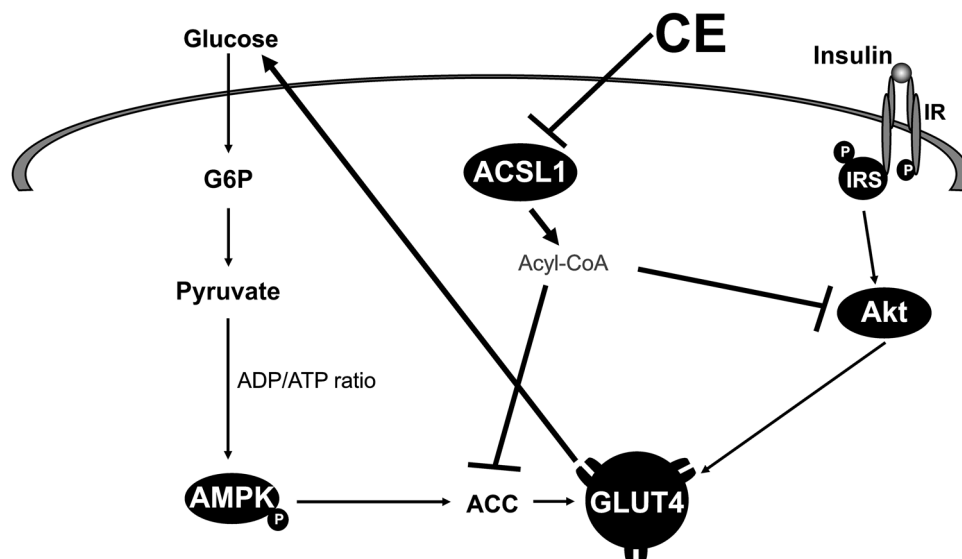 CE
Glucose
Insulin
IR
P
ACSL1
P
IRS
G6P
Acyl-CoA
Pyruvate
Akt
ADP/ATP ratio
AMPK
P
ACC
GLUT4